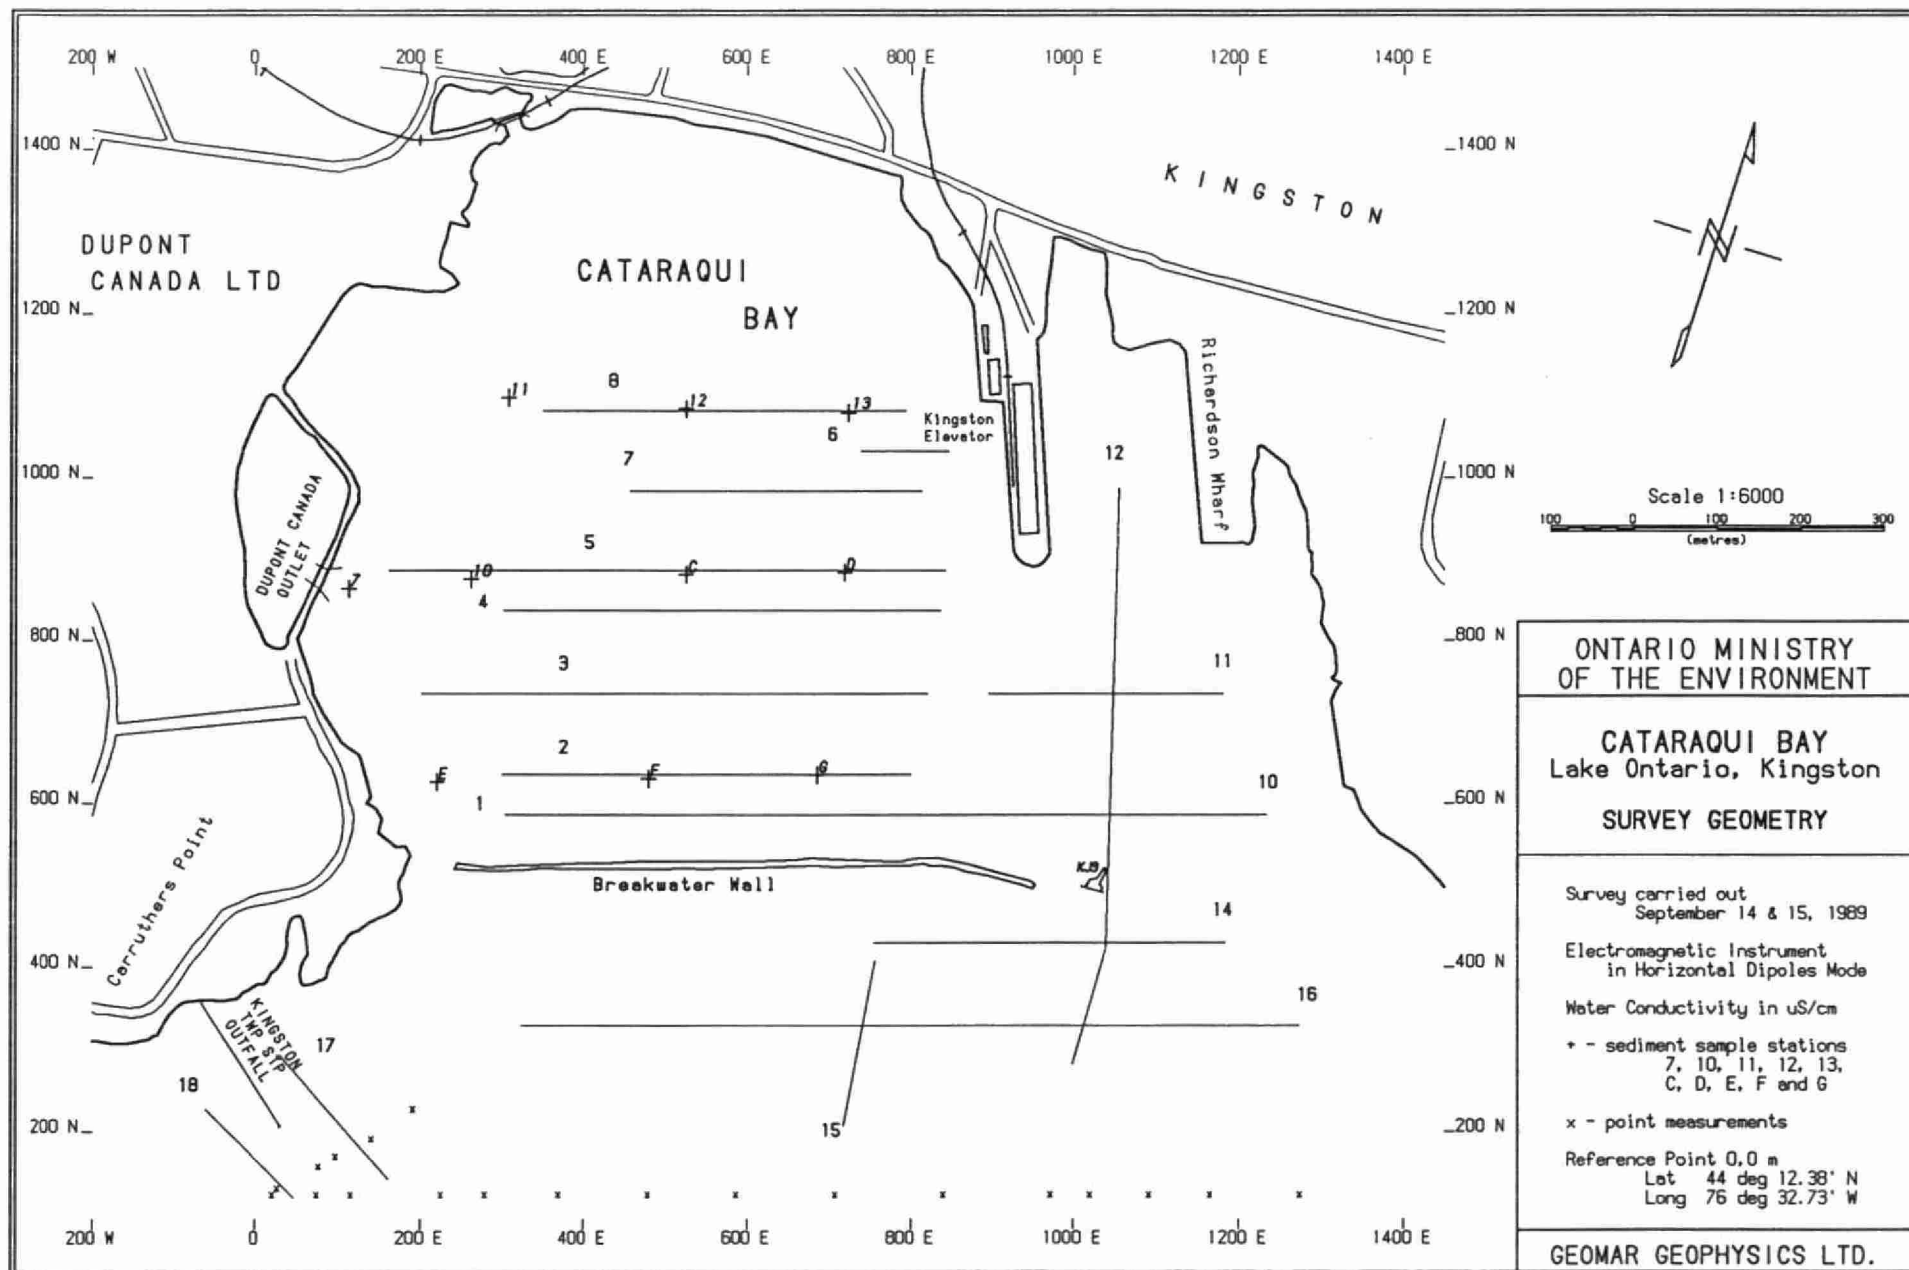 200 W 0 200 E 400 E 600 E 800 E 1000 E 1200 E 1400 E
1400 N 1400 N
KINGSTON
DUPONT
CANADA LTD
CATARAQUI
BAY
1200 N 1200 N
Richardson Wharf
11 8 12 13
Kingston
Elevator
6
7 12
1000 N 1000 N
Scale 1:6000
100 0 100 200 300
(metres)
DUPONT CANADA
OUTLET
5
7 10 C D
4
800 N 800 N
3 11
2
E F G
10
600 N 600 N
1
Breakwater Wall
14
Carruthers Point
400 N 400 N
16
KINGSTON
TWP STP
OUTFALL
17
18
200 N 200 N
15
200 W 0 200 E 400 E 600 E 800 E 1000 E 1200 E 1400 E
ONTARIO MINISTRY
OF THE ENVIRONMENT
CATARAQUI BAY
Lake Ontario, Kingston
SURVEY GEOMETRY
Survey carried out
September 14 & 15, 1989
Electromagnetic Instrument
in Horizontal Dipoles Mode
Water Conductivity in uS/cm
+ - sediment sample stations
7, 10, 11, 12, 13,
C, D, E, F and G
x - point measurements
Reference Point 0,0 m
Lat 44 deg 12.38' N
Long 76 deg 32.73' W
GEOMAR GEOPHYSICS LTD.